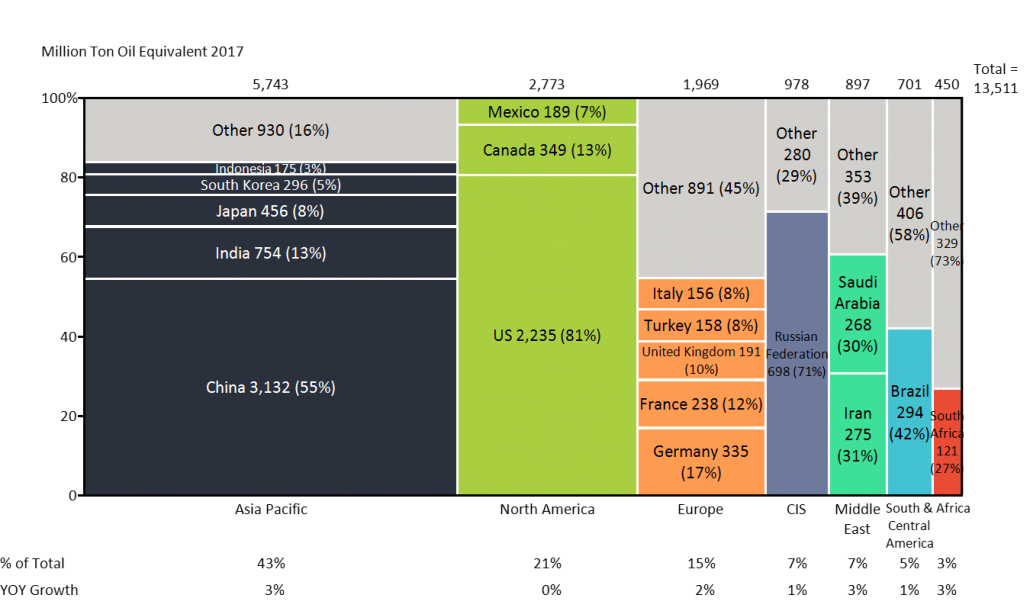 Million Ton Oil Equivalent 2017
5,743 2,773 1,969 978 897 701 450
Total =
13,511
100%
80
60
40
20
0
Other 930 (16%)
Indonesia 175 (3%)
South Korea 296 (5%)
Japan 456 (8%)
India 754 (13%)
China 3,132 (55%)
Mexico 189 (7%)
Canada 349 (13%)
US 2,235 (81%)
Other 891 (45%)
Italy 156 (8%)
Turkey 158 (8%)
United Kingdom 191
(10%)
France 238 (12%)
Germany 335
(17%)
Other
280
(29%)
Russian
Federation
698 (71%)
Other
353
(39%)
Saudi
Arabia
268
(30%)
Iran
275
(31%)
Other
406
(58%)
Brazil
294
(42%)
Other
329
(73%)
South
Africa
121
(27%)
Asia Pacific
North America
Europe
CIS
Middle
East
South &
Central
America
Africa
% of Total 43% 21% 15% 7% 7% 5% 3%
YOY Growth 3% 0% 2% 1% 3% 1% 3%